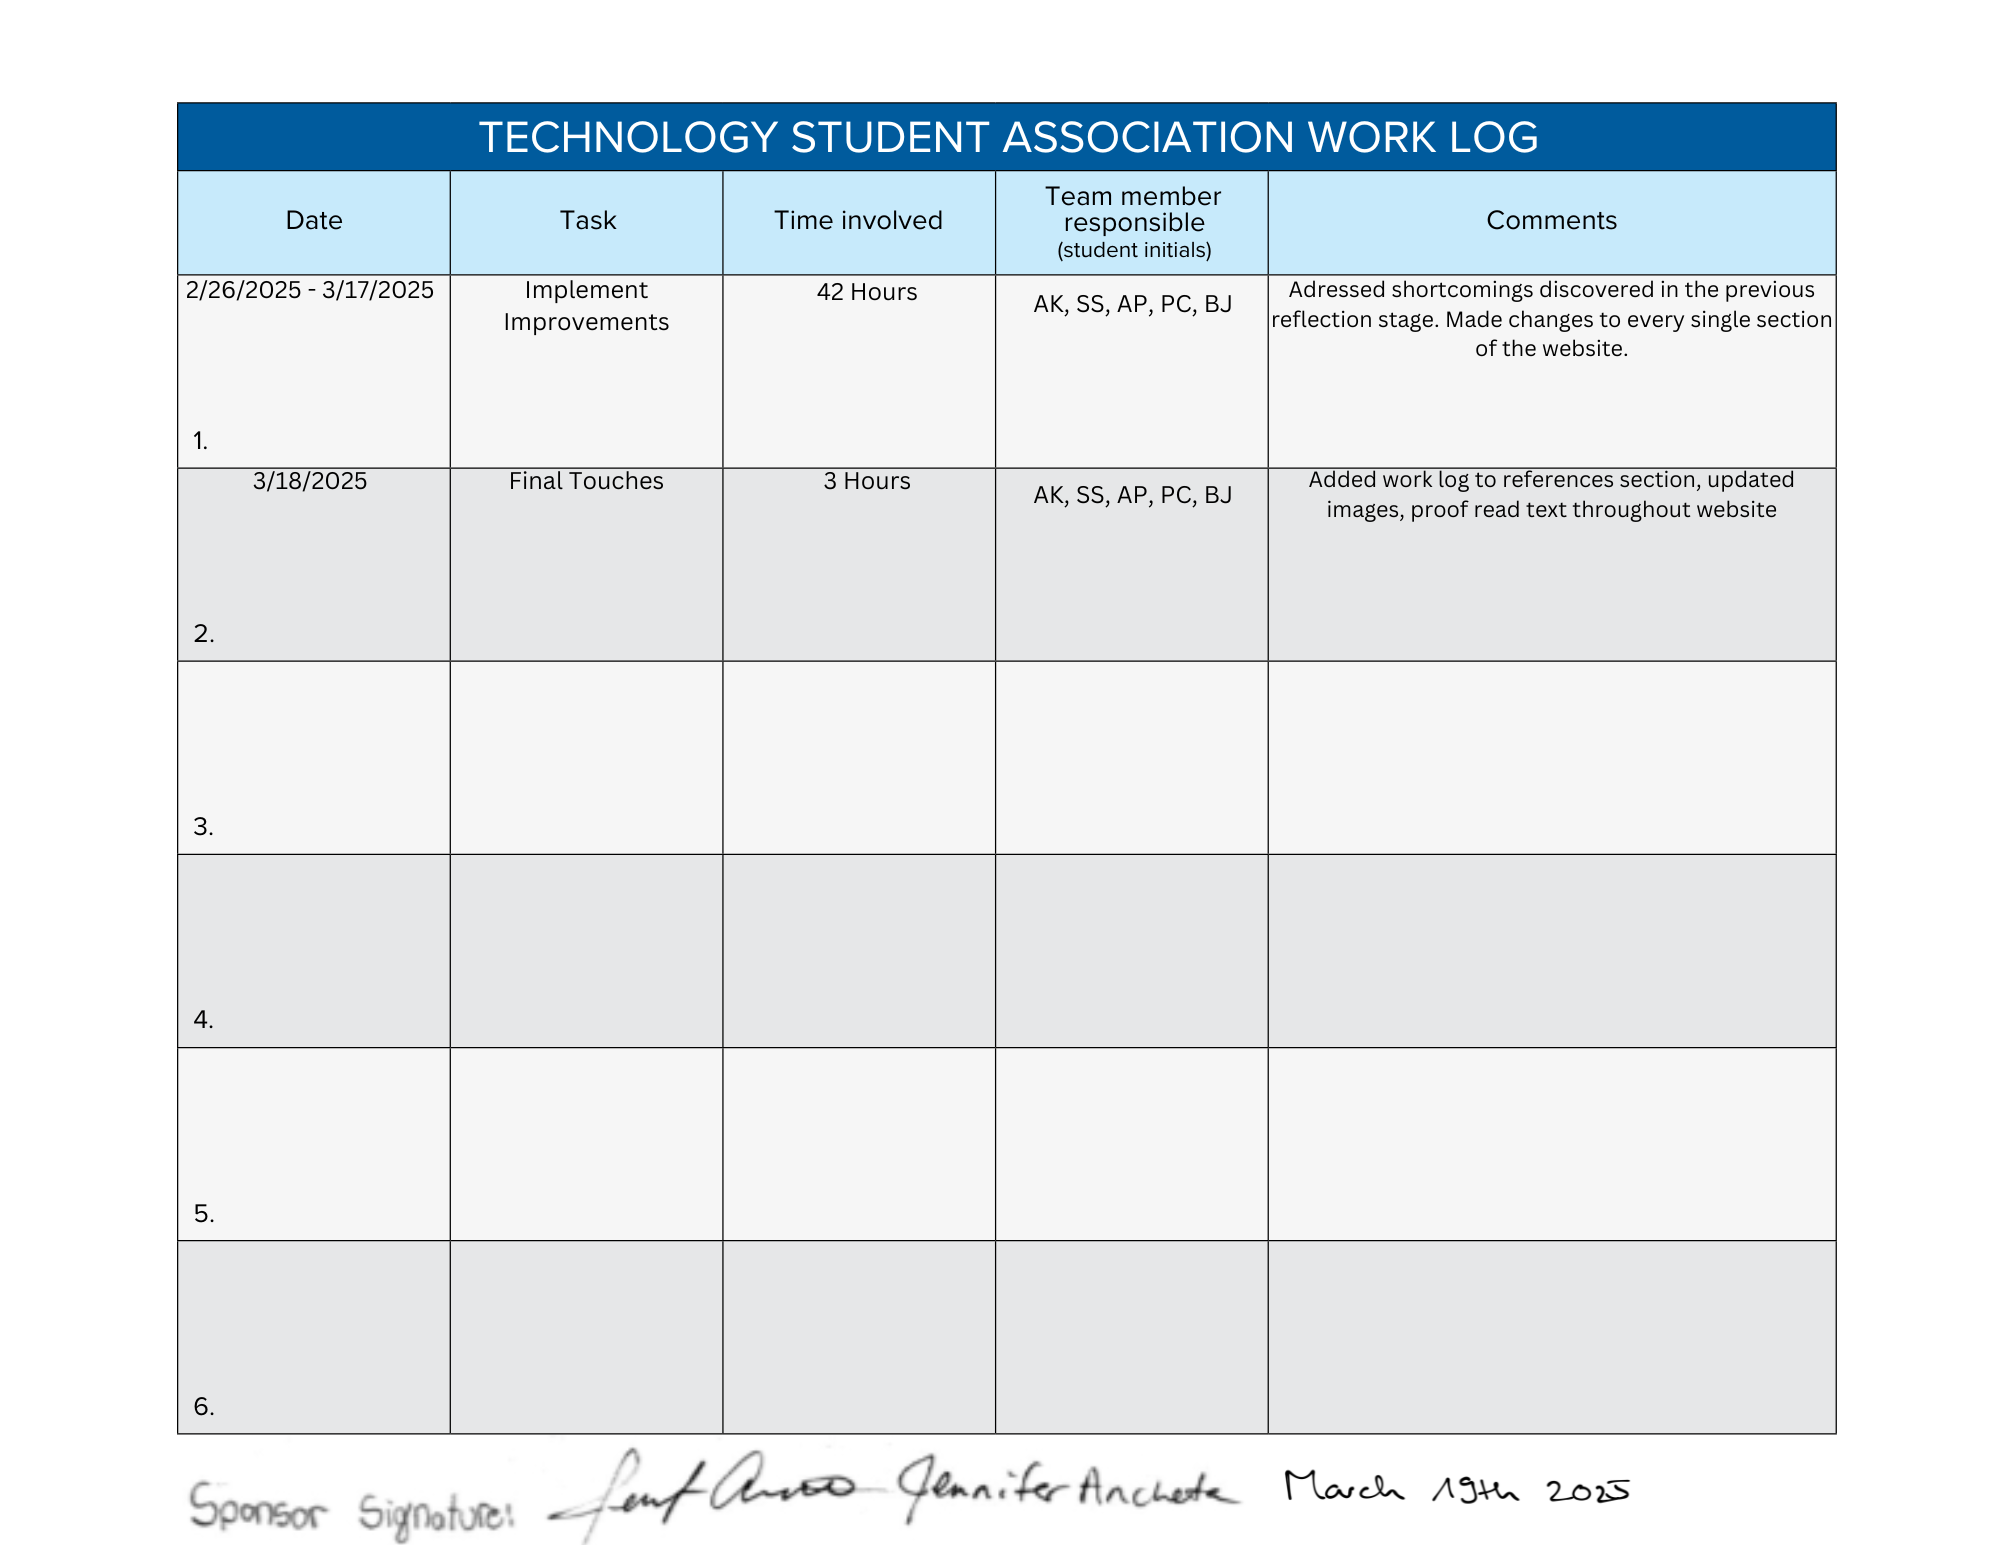 TECHNOLOGY STUDENT ASSOCIATION WORK LOG
Date
Task
Time involved
Team member
responsible
(student initials)
Comments
2/26/2025 - 3/17/2025
Implement
Improvements
42 Hours
AK, SS, AP, PC, BJ
Adressed shortcomings discovered in the previous
reflection stage. Made changes to every single section
of the website.
1.
3/18/2025
Final Touches
3 Hours
AK, SS, AP, PC, BJ
Added work log to references section, updated
images, proof read text throughout website
2.
3.
4.
5.
6.
Sponsor Signature: Jennifer Ancheta March 19th 2025